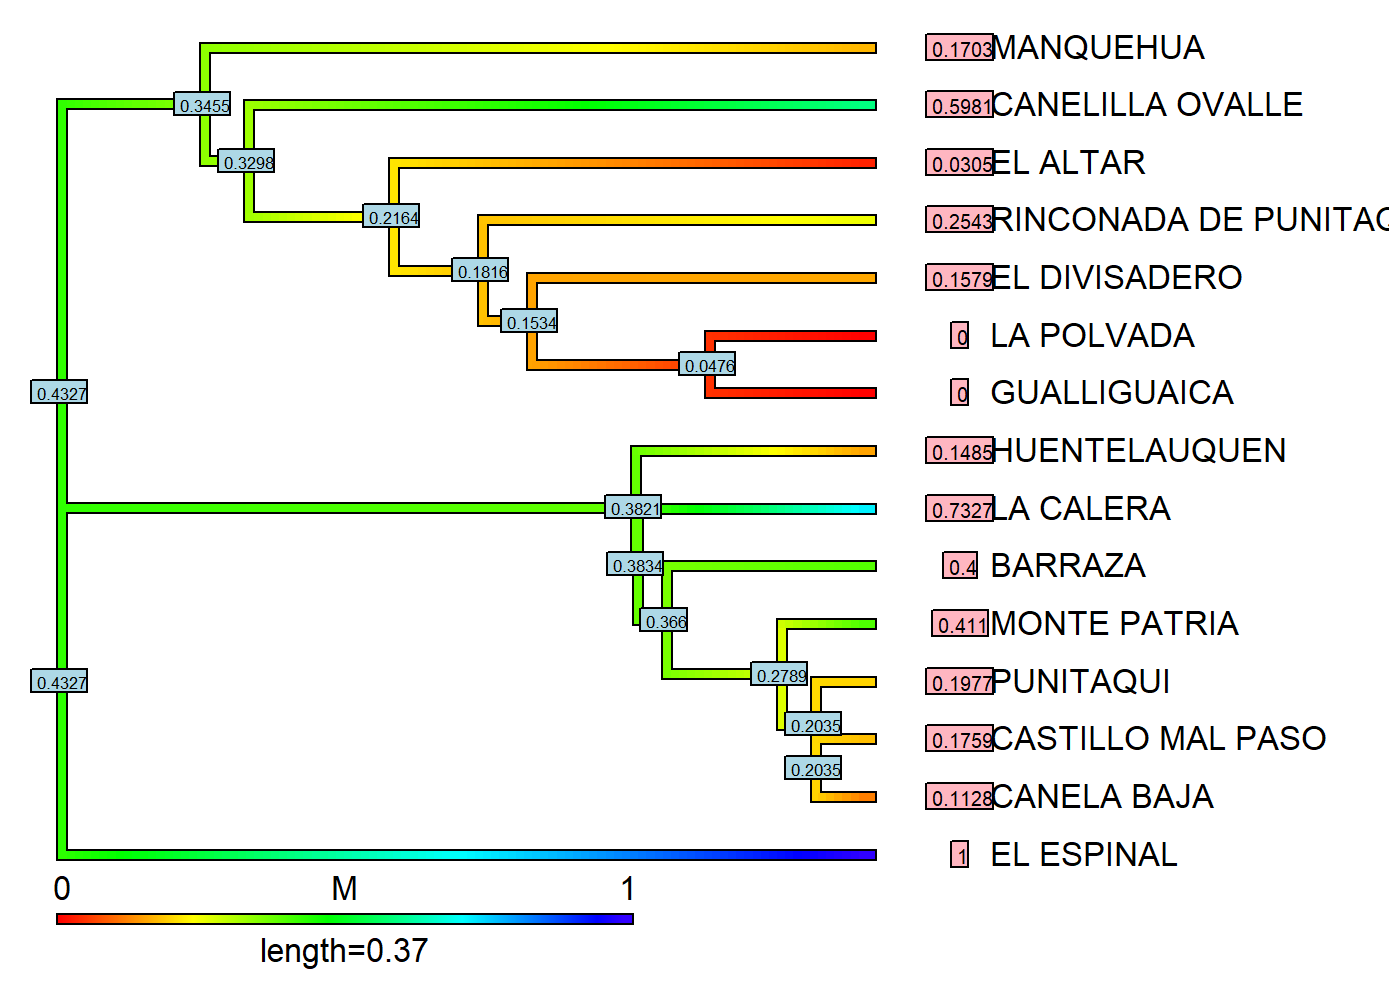 0.1703 MANQUEHUA
0.3455
0.5981 CANELILLA OVALLE
0.3298
0.0305 EL ALTAR
0.2164
0.2543 RINCONADA DE PUNITAQ
0.1816
0.1579 EL DIVISADERO
0.1534
0 LA POLVADA
0.0476
0.4327
0 GUALLIGUAICA
0.1485 HUENTELAUQUEN
0.3821
0.7327 LA CALERA
0.3834
0.4 BARRAZA
0.366
0.411 MONTE PATRIA
0.2789
0.4327
0.1977 PUNITAQUI
0.2035
0.1759 CASTILLO MAL PASO
0.2035
0.1128 CANELA BAJA
1 EL ESPINAL
0 M 1
length=0.37